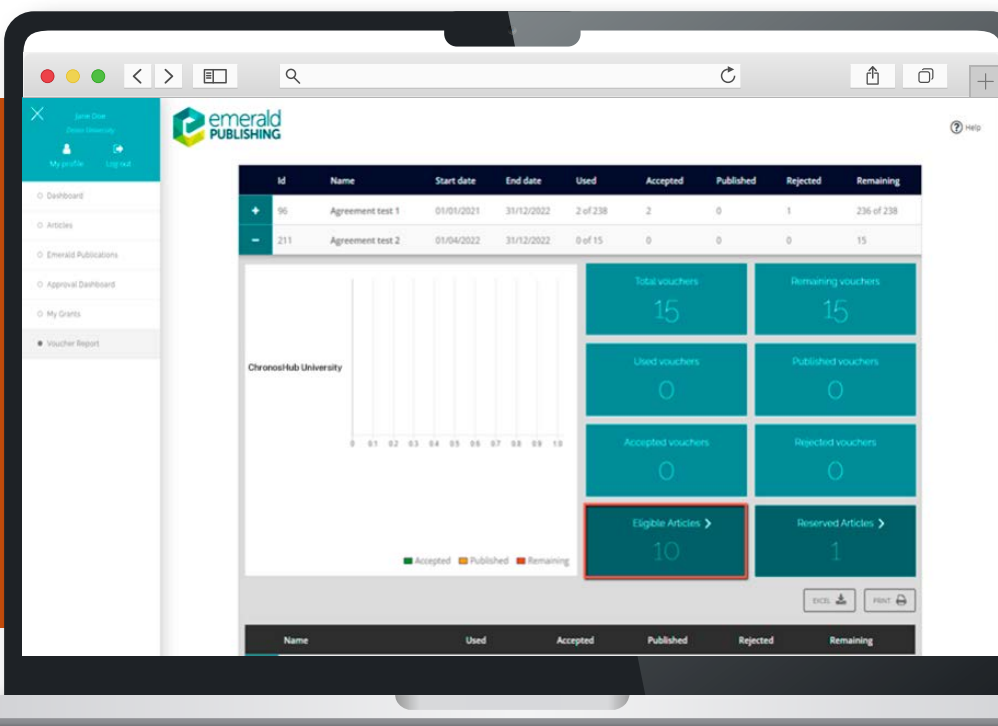 Jane Doe
My profile Log out
Dashboard
Articles
Emerald Publications
Approval Dashboard
My Grants
Voucher Report
emerald
PUBLISHING
Help
Id Name Start date End date Used Accepted Published Rejected Remaining
+ 96 Agreement test 1 01/01/2021 31/12/2022 2 of 238 2 0 1 236 of 238
- 211 Agreement test 2 01/04/2022 31/12/2022 0 of 15 0 0 0 15
ChronosHub University
0 0.1 0.2 0.3 0.4 0.5 0.6 0.7 0.8 0.9 1.0
Accepted Published Remaining
Total vouchers
15
Remaining vouchers
15
Used vouchers
0
Published vouchers
0
Accepted vouchers
0
Rejected vouchers
0
Eligible Articles >
10
Reserved Articles >
1
EXCEL PRINT
Name Used Accepted Published Rejected Remaining